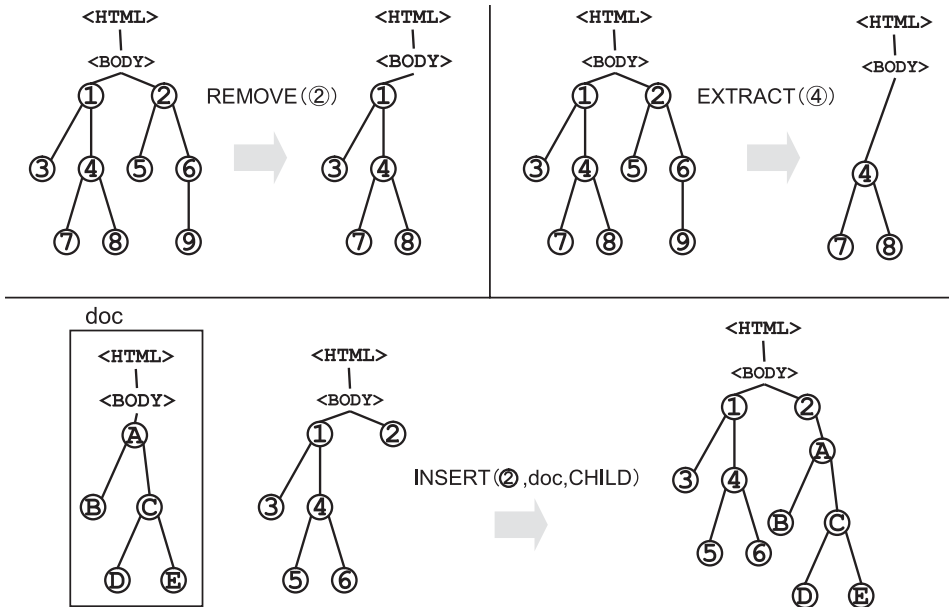 <HTML>
<BODY>
1 2
3 4 5 6
7 8 9
REMOVE(②)
<HTML>
<BODY>
1
3 4
7 8
<HTML>
<BODY>
1 2
3 4 5 6
7 8 9
EXTRACT(④)
<HTML>
<BODY>
4
7 8
doc
<HTML>
<BODY>
A
B C
D E
<HTML>
<BODY>
1 2
3 4
5 6
INSERT(②,doc,CHILD)
<HTML>
<BODY>
1 2
A
3 4
B C
5 6
D E